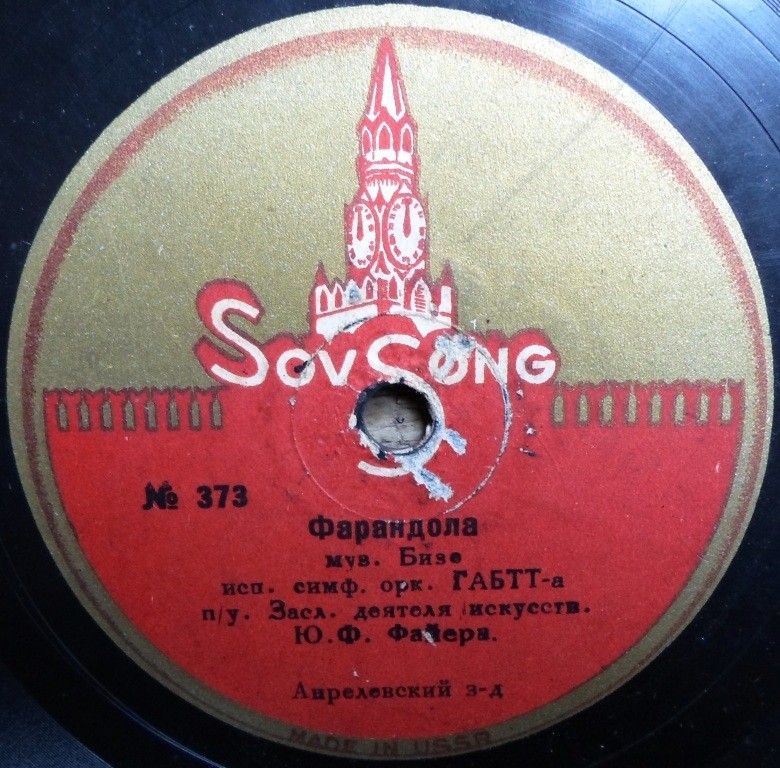 SOVSONG
№ 373
Фарандола
муз. Бизе
исп. симф. орк. ГАБТТ-а
п/у. Засл. деятеля искусств.
Ю.Ф. Файера.
Апрелевский з-д
MADE IN USSR